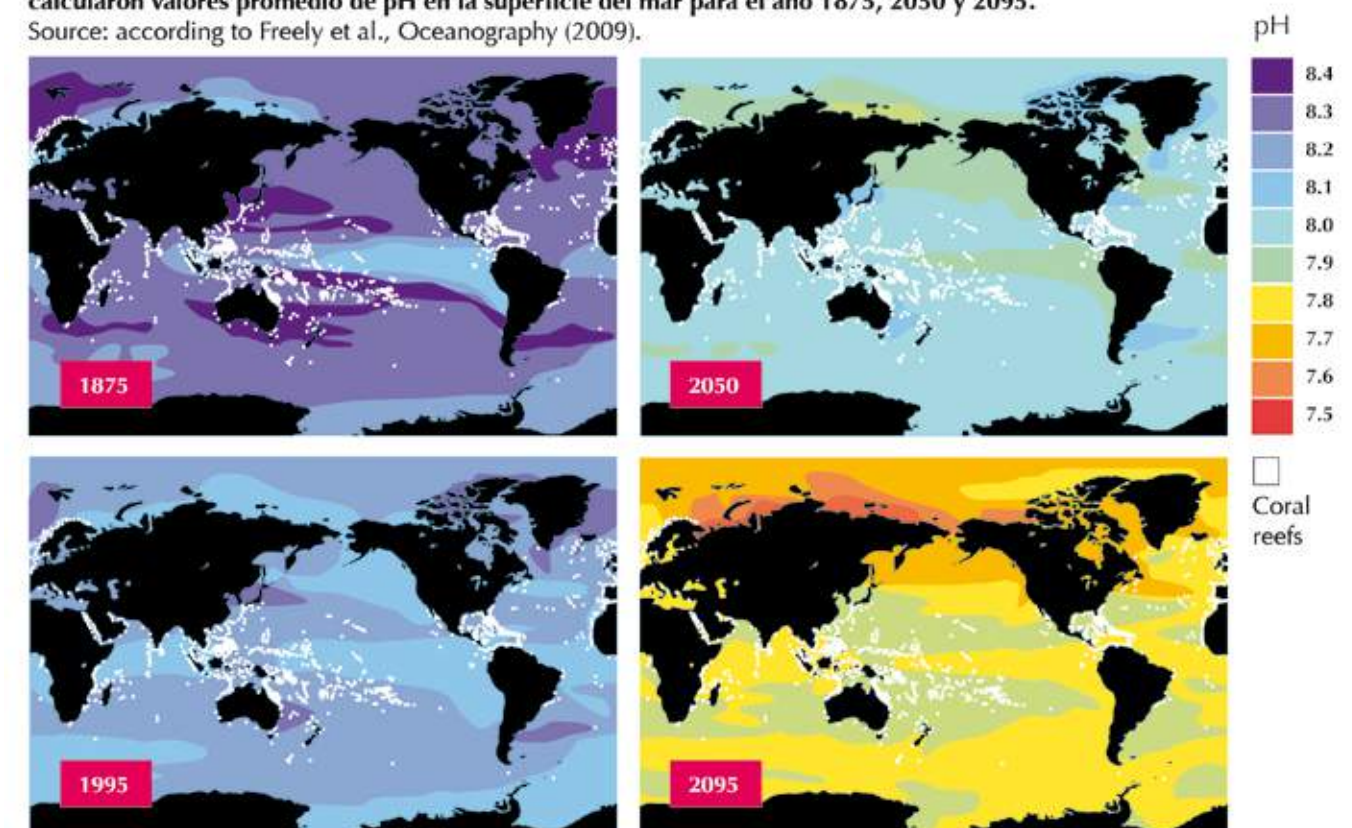 calcularon valores promedio de pH en la superficie del mar para el año 1875, 2050 y 2095.
Source: according to Freely et al., Oceanography (2009).
pH
8.4
8.3
8.2
8.1
8.0
7.9
7.8
7.7
7.6
7.5
Coral
reefs
1875
2050
1995
2095